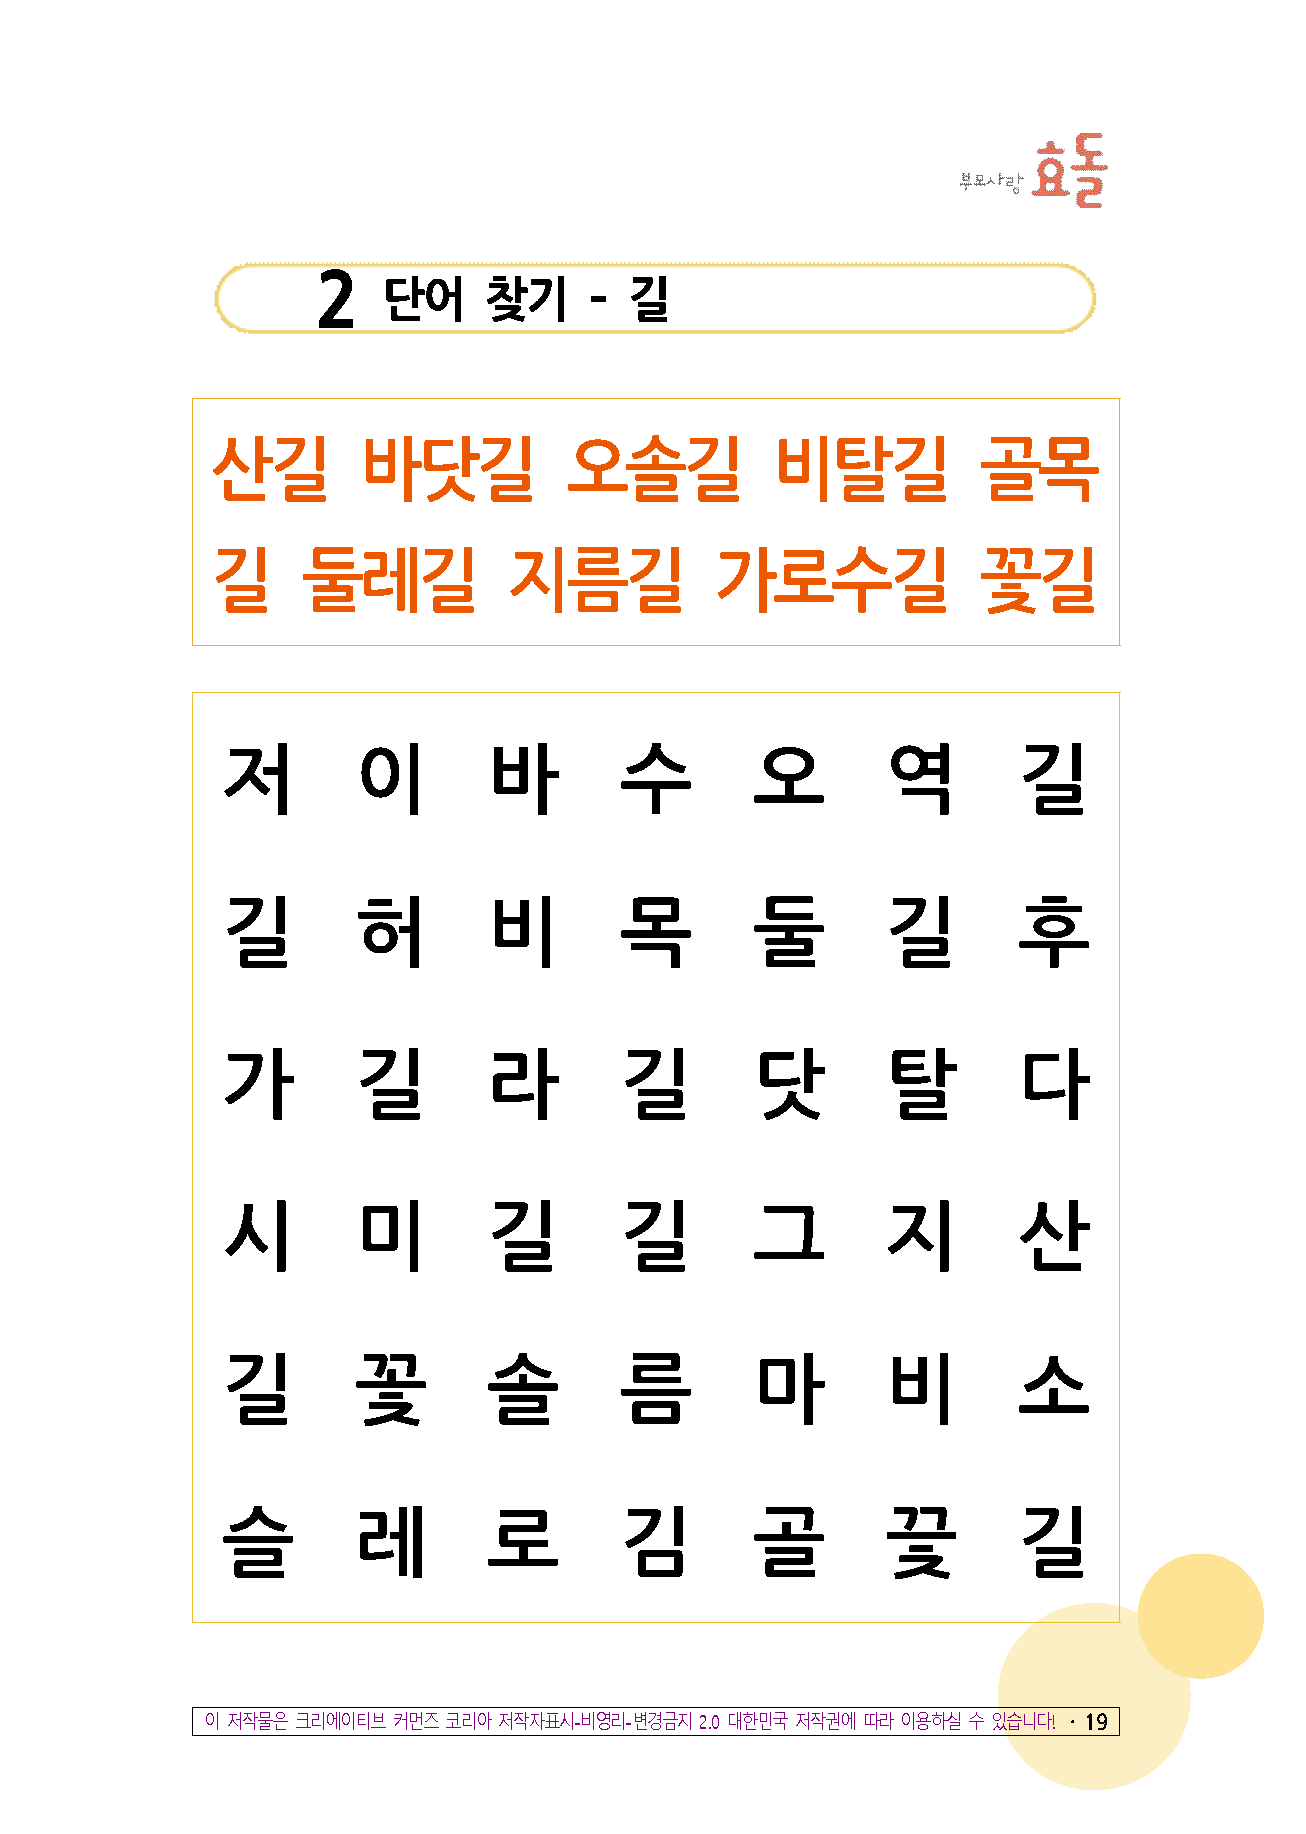 부모사랑 효돌
2 단어 찾기 - 길
산길 바닷길 오솔길 비탈길 골목
길 둘레길 지름길 가로수길 꽃길
저 이 바 수 오 역 길
길 허 비 목 둘 길 후
가 길 라 길 닷 탈 다
시 미 길 길 그 지 산
길 꽃 솔 름 마 비 소
슬 레 로 김 골 꽃 길
이 저작물은 크리에이티브 커먼즈 코리아 저작자표시-비영리-변경금지 2.0 대한민국 저작권에 따라 이용하실 수 있습니다! · 19